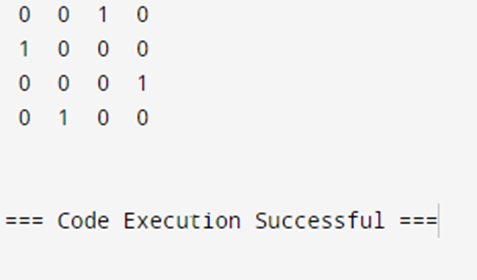 0 0 1 0
1 0 0 0
0 0 0 1
0 1 0 0
=== Code Execution Successful ===